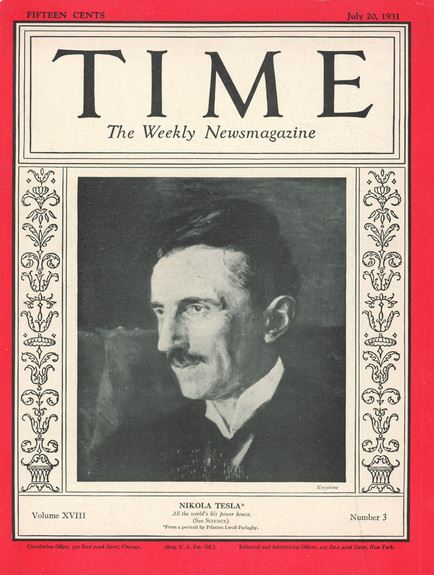 FIFTEEN CENTS
July 20, 1931
TIME
The Weekly Newsmagazine
Keystone
Volume XVIII
NIKOLA TESLA*
All the world's his power house.
(See SCIENCE)
*From a portrait by Princess Lwoff-Parlaghy.
Number 3
Circulation Office, 350 East 22nd Street, Chicago.
(Reg. U. S. Pat. Off.)
Editorial and Advertising Offices, 205 East 42nd Street, New York.